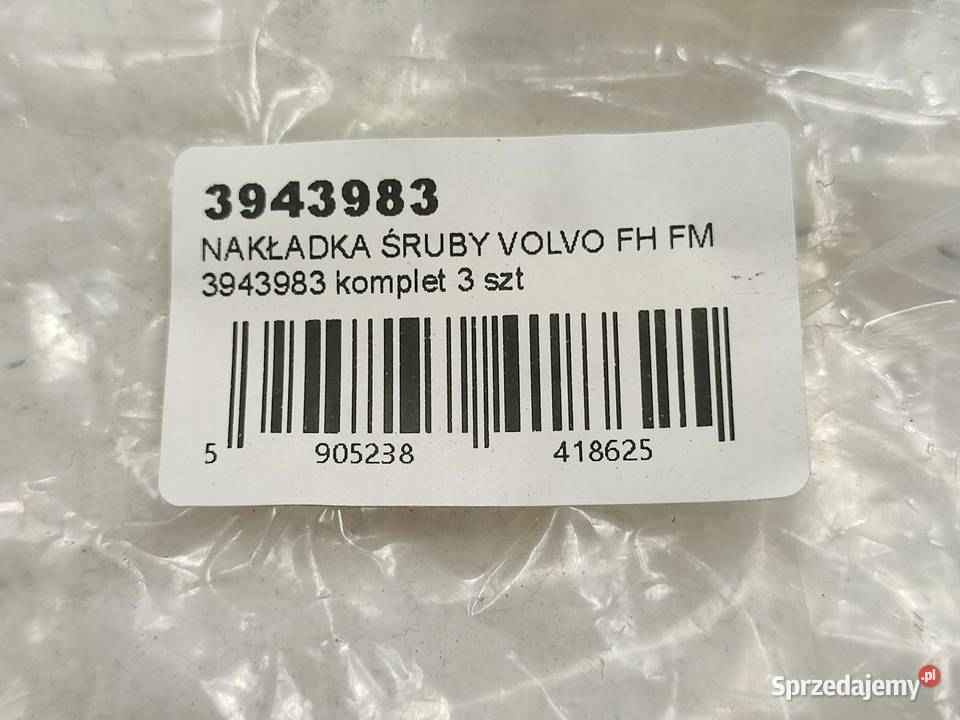 3943983
NAKŁADKA ŚRUBY VOLVO FH FM
3943983 komplet 3 szt
5 905238 418625
Sprzedajemy.pl